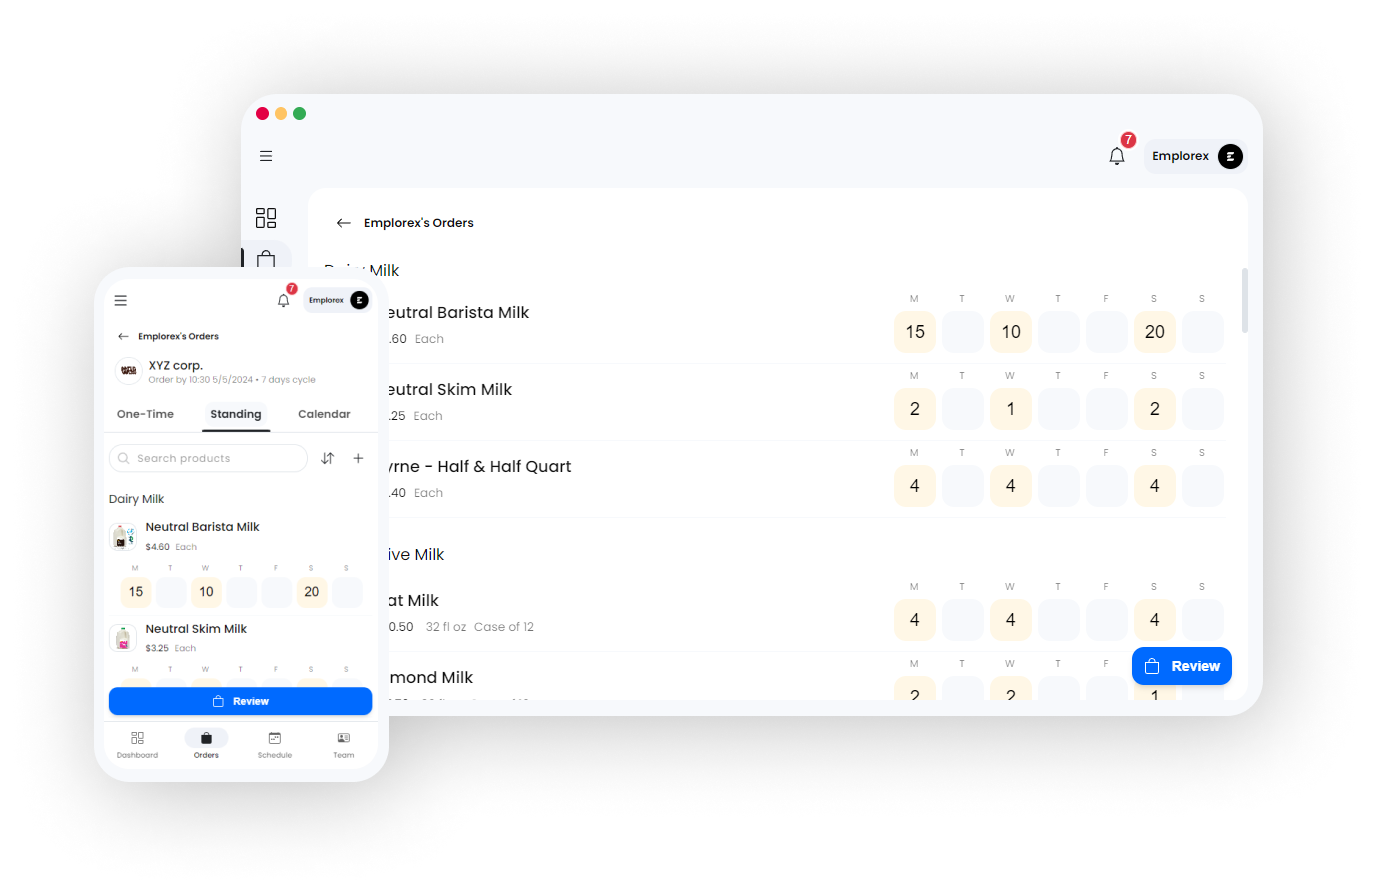 7
Emplorex
Emplorex's Orders
Milk
eutral Barista Milk
.60 Each
M T W T F S S
15 10 20
eutral Skim Milk
.25 Each
M T W T F S S
2 1 2
yrne - Half & Half Quart
.40 Each
M T W T F S S
4 4 4
ive Milk
at Milk
0.50 32 fl oz Case of 12
M T W T F S S
4 4 4
mond Milk
M T W T F
2 2 1
Review
7
Emplorex
Emplorex's Orders
XYZ corp.
Order by 10:30 5/5/2024 • 7 days cycle
One-Time Standing Calendar
Search products
Dairy Milk
Neutral Barista Milk
$4.60 Each
M T W T F S S
15 10 20
Neutral Skim Milk
$3.25 Each
M T W T F S S
Review
Dashboard Orders Schedule Team